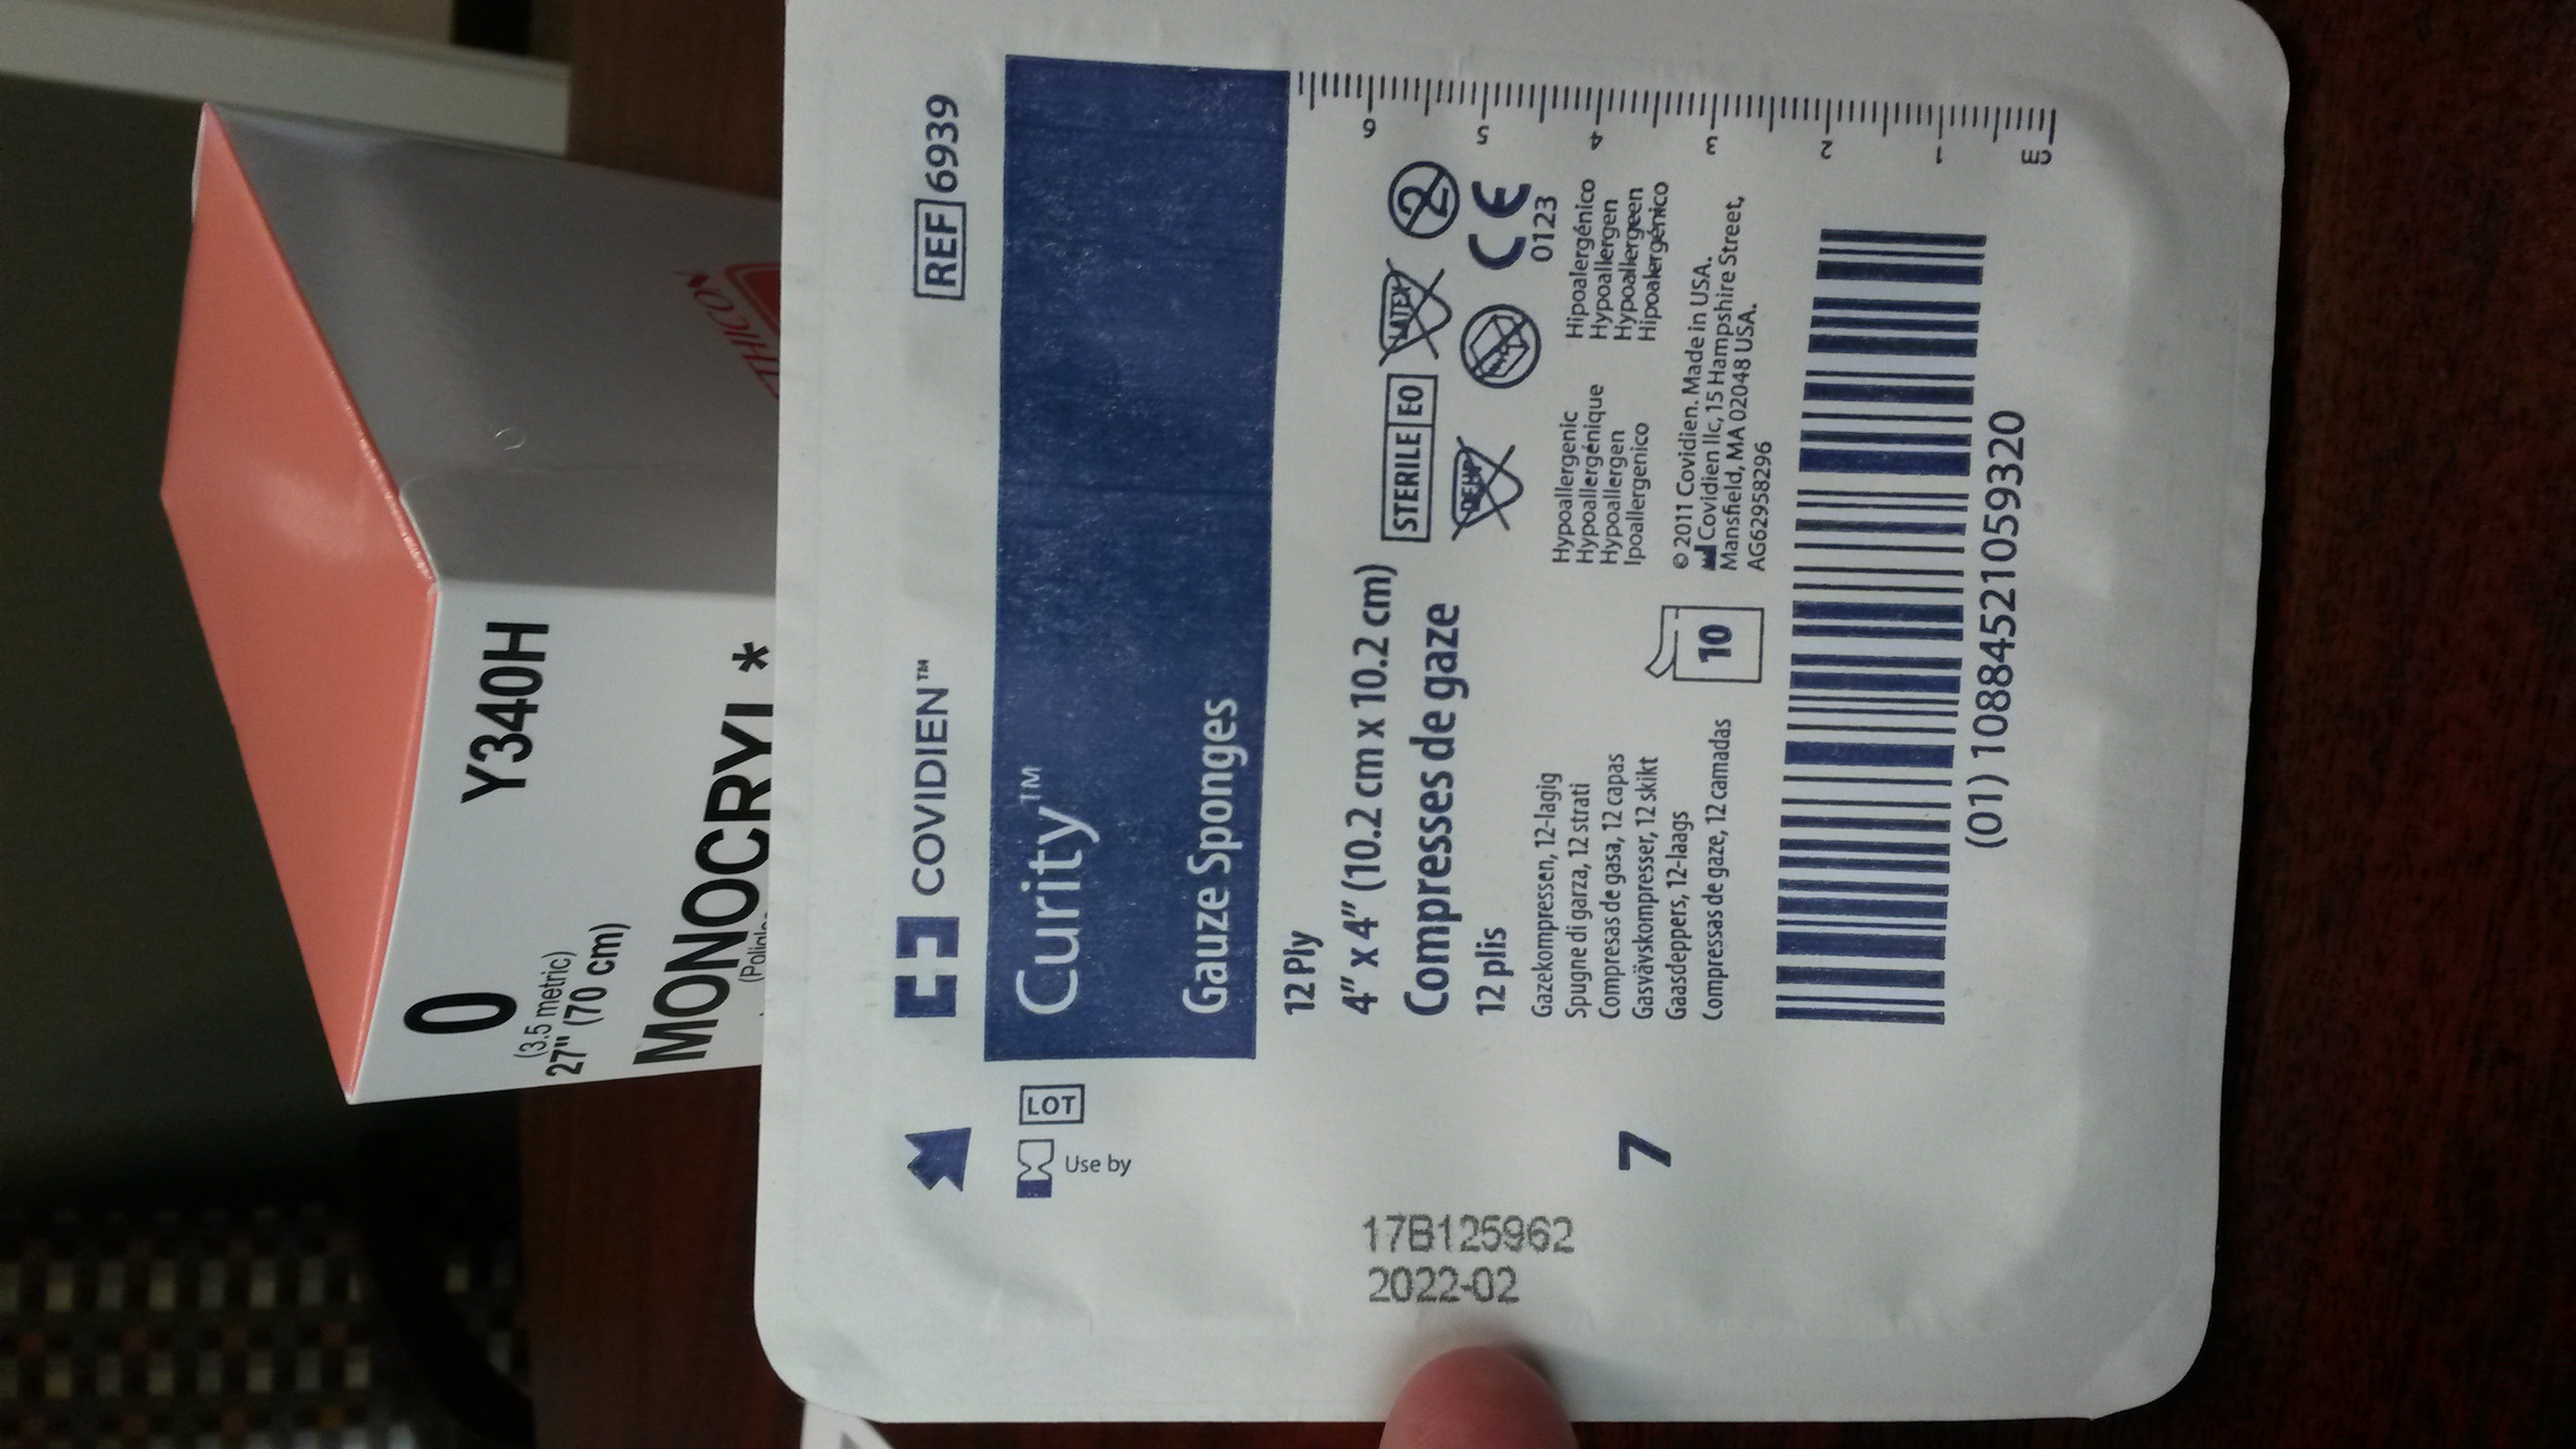 0
Y340H
(3.5 metric)
27" (70 cm)
MONOCRYL*
ETHICON
COVIDIEN™
REF 6939
LOT
Use by
Curity™
Gauze Sponges
12 Ply
4” x 4” (10.2 cm x 10.2 cm)
Compresses de gaze
12 plis
Gazekompressen, 12-lagig
Spugne di garza, 12 strati
Compresas de gasa, 12 capas
Gasvävskompresser, 12 skikt
Gaasdeppers, 12-laags
Compressas de gaze, 12 camadas
17B125962
2022-02
7
STERILE EO
LATEX
2
DEHP
CE
0123
Hypoallergenic
Hypoallergénique
Hypoallergen
Ipoallergenico
Hipoalergénico
Hypoallergen
Hypoallergeen
Hipoalergénico
10
© 2011 Covidien. Made in USA.
Covidien llc, 15 Hampshire Street,
Mansfield, MA 02048 USA.
AG62958296
(01) 10884521059320
6
5
4
3
2
1
cm